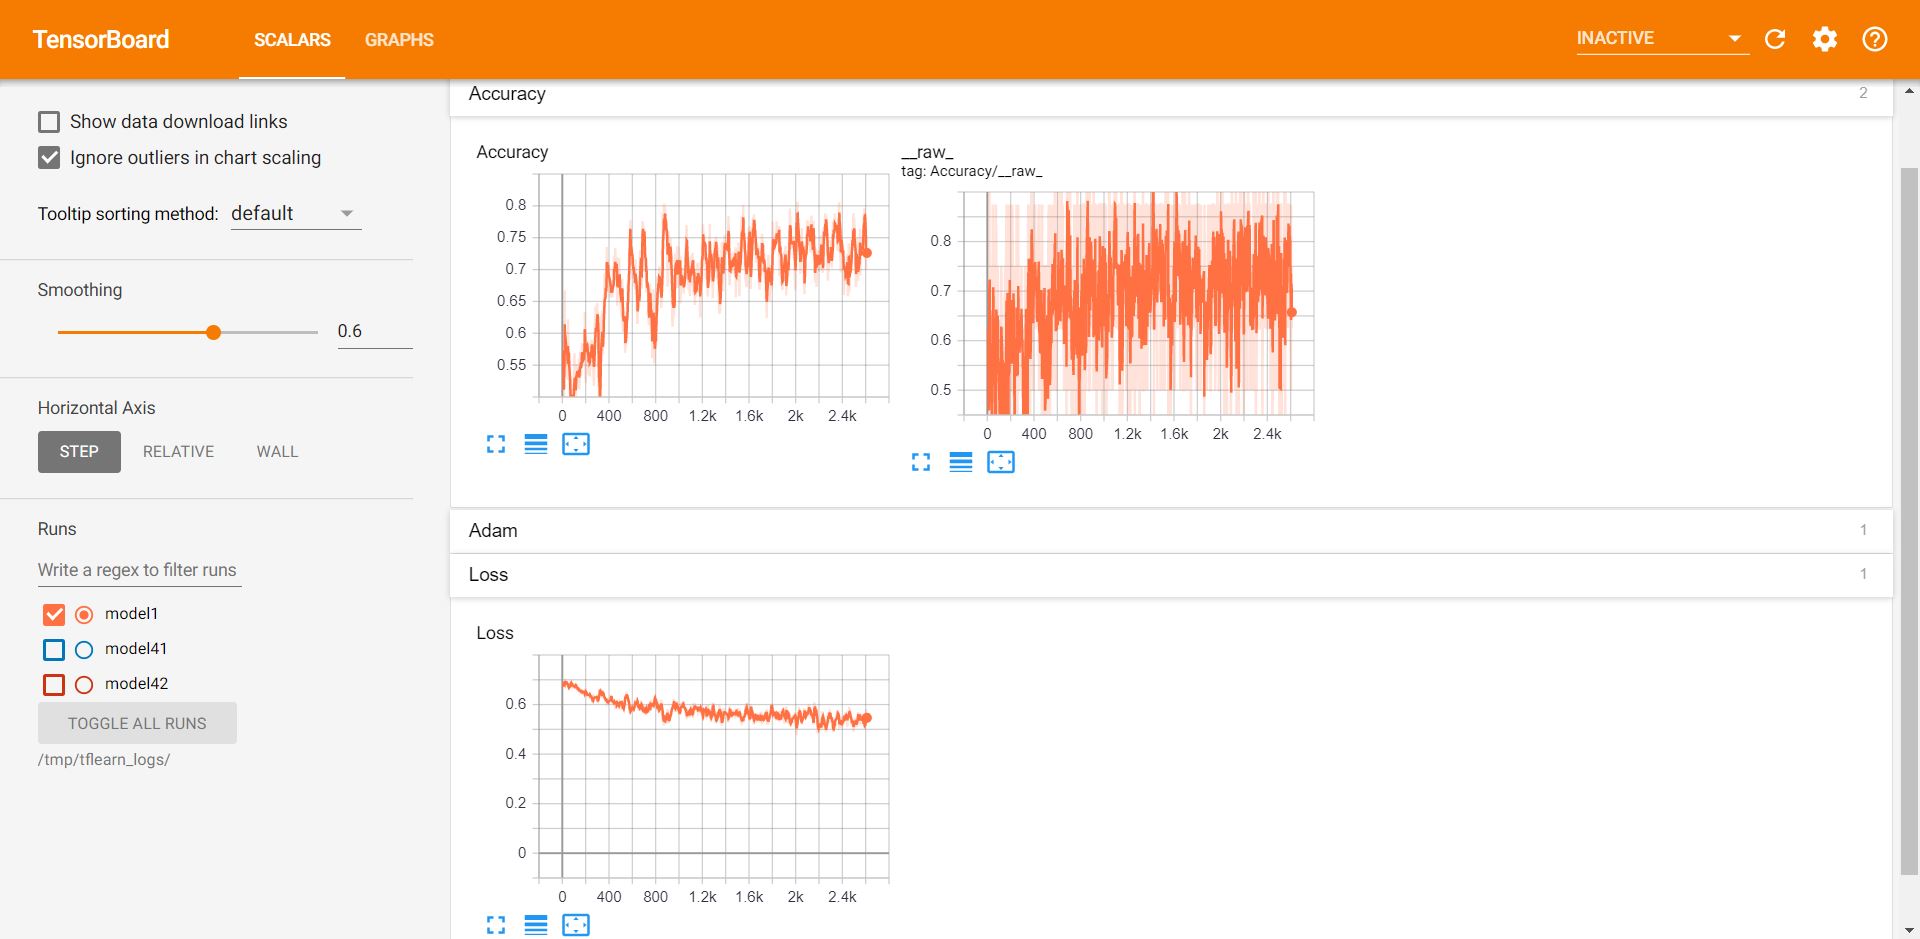 TensorBoard
SCALARS
GRAPHS
INACTIVE
Show data download links
Ignore outliers in chart scaling
Tooltip sorting method: default
Smoothing
0.6
Horizontal Axis
STEP
RELATIVE
WALL
Runs
Write a regex to filter runs
model1
model41
model42
TOGGLE ALL RUNS
/tmp/tflearn_logs/
Accuracy
2
Accuracy
0.8
0.75
0.7
0.65
0.6
0.55
0 400 800 1.2k 1.6k 2k 2.4k
__raw_
tag: Accuracy/__raw_
0.8
0.7
0.6
0.5
0 400 800 1.2k 1.6k 2k 2.4k
Adam
1
Loss
1
Loss
0.6
0.4
0.2
0
0 400 800 1.2k 1.6k 2k 2.4k